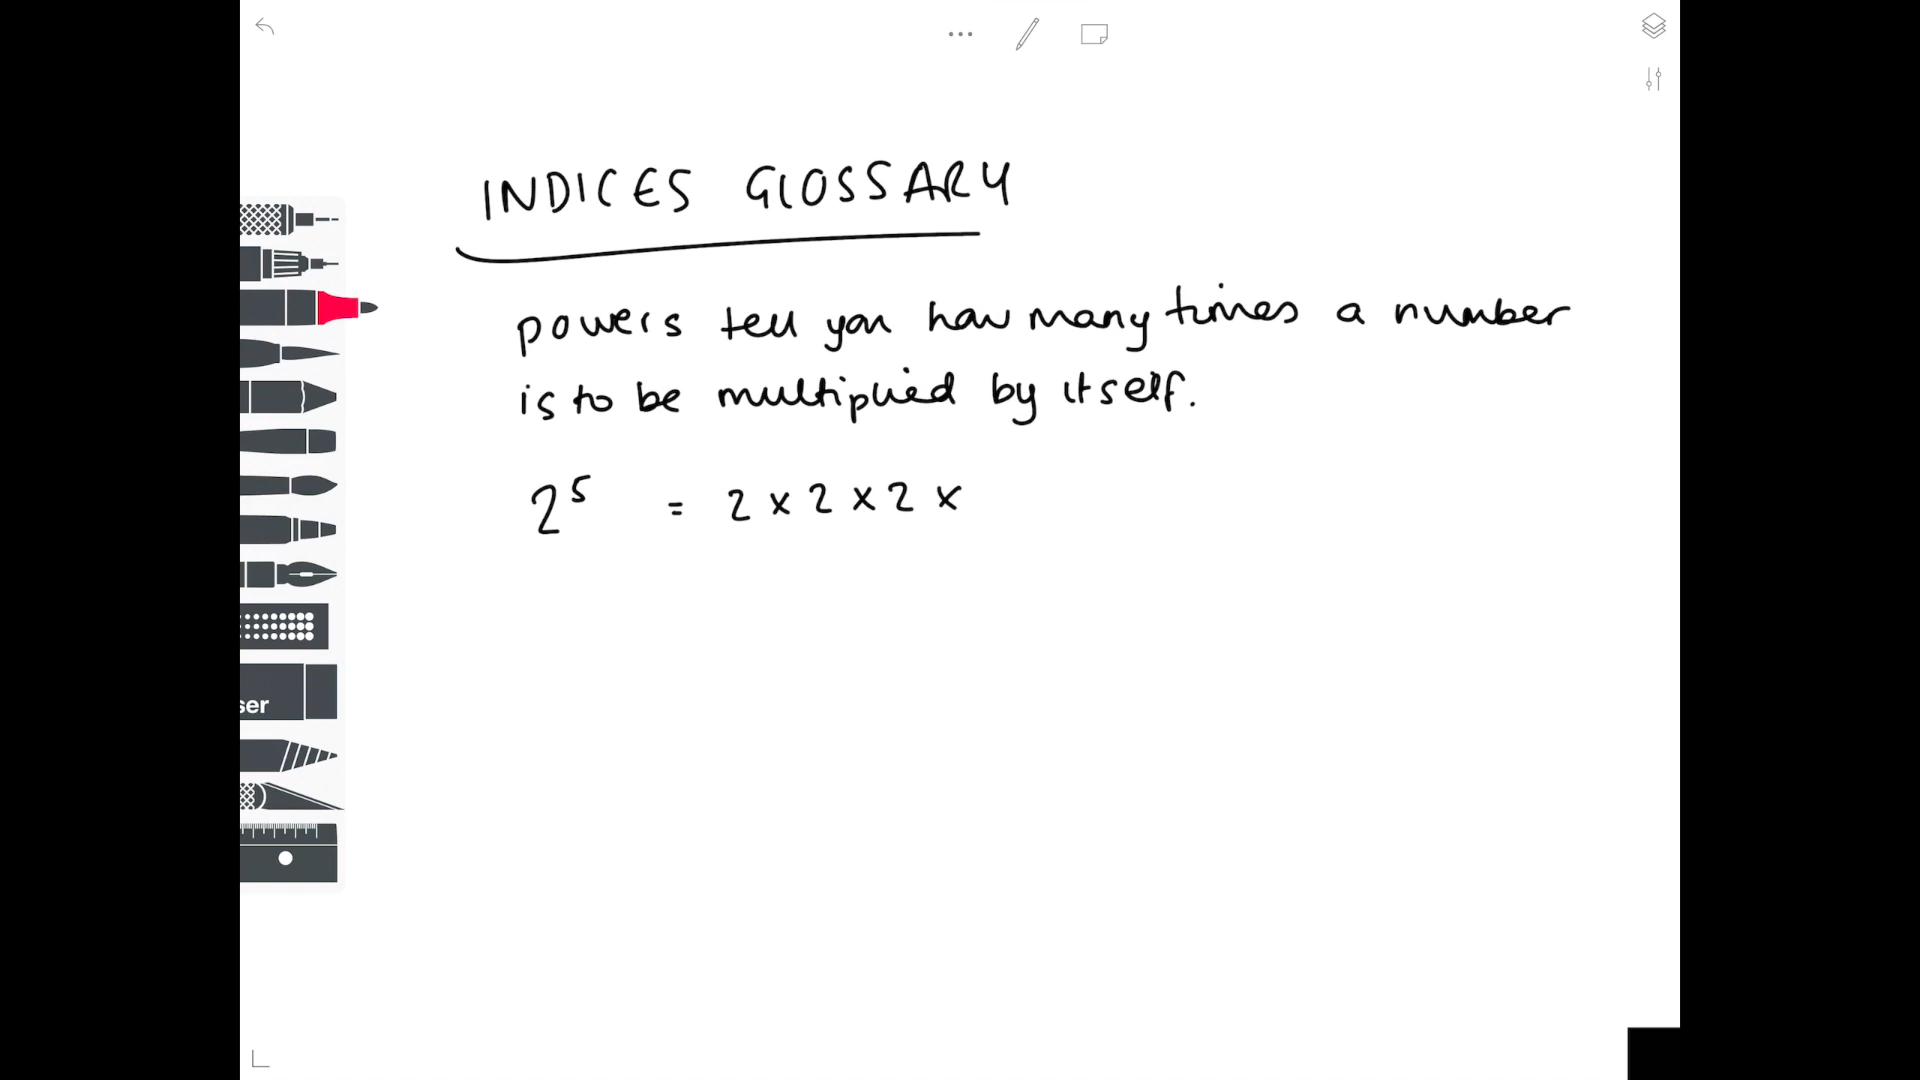 INDICES GLOSSARY
powers tell you how many times a number
is to be multiplied by itself.
2⁵ = 2 × 2 × 2 ×
ser